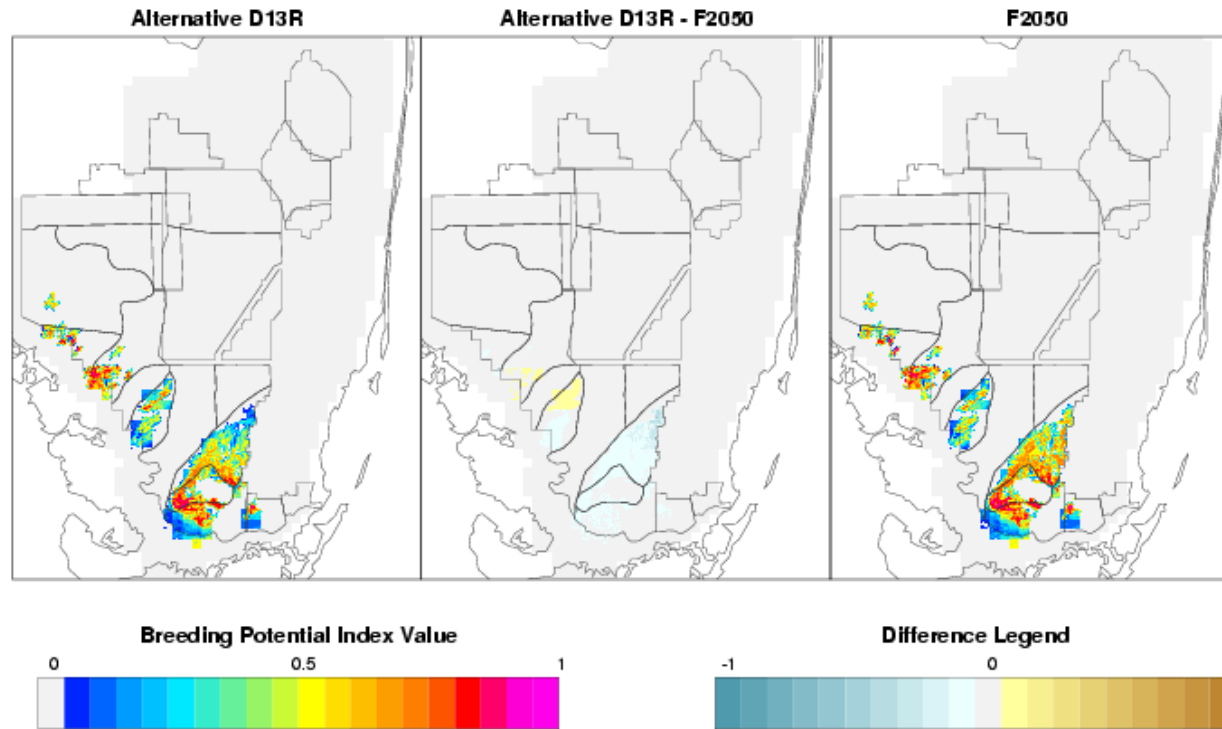 Alternative D13R
Alternative D13R - F2050
F2050
Breeding Potential Index Value
0 0.5 1
Difference Legend
-1 0